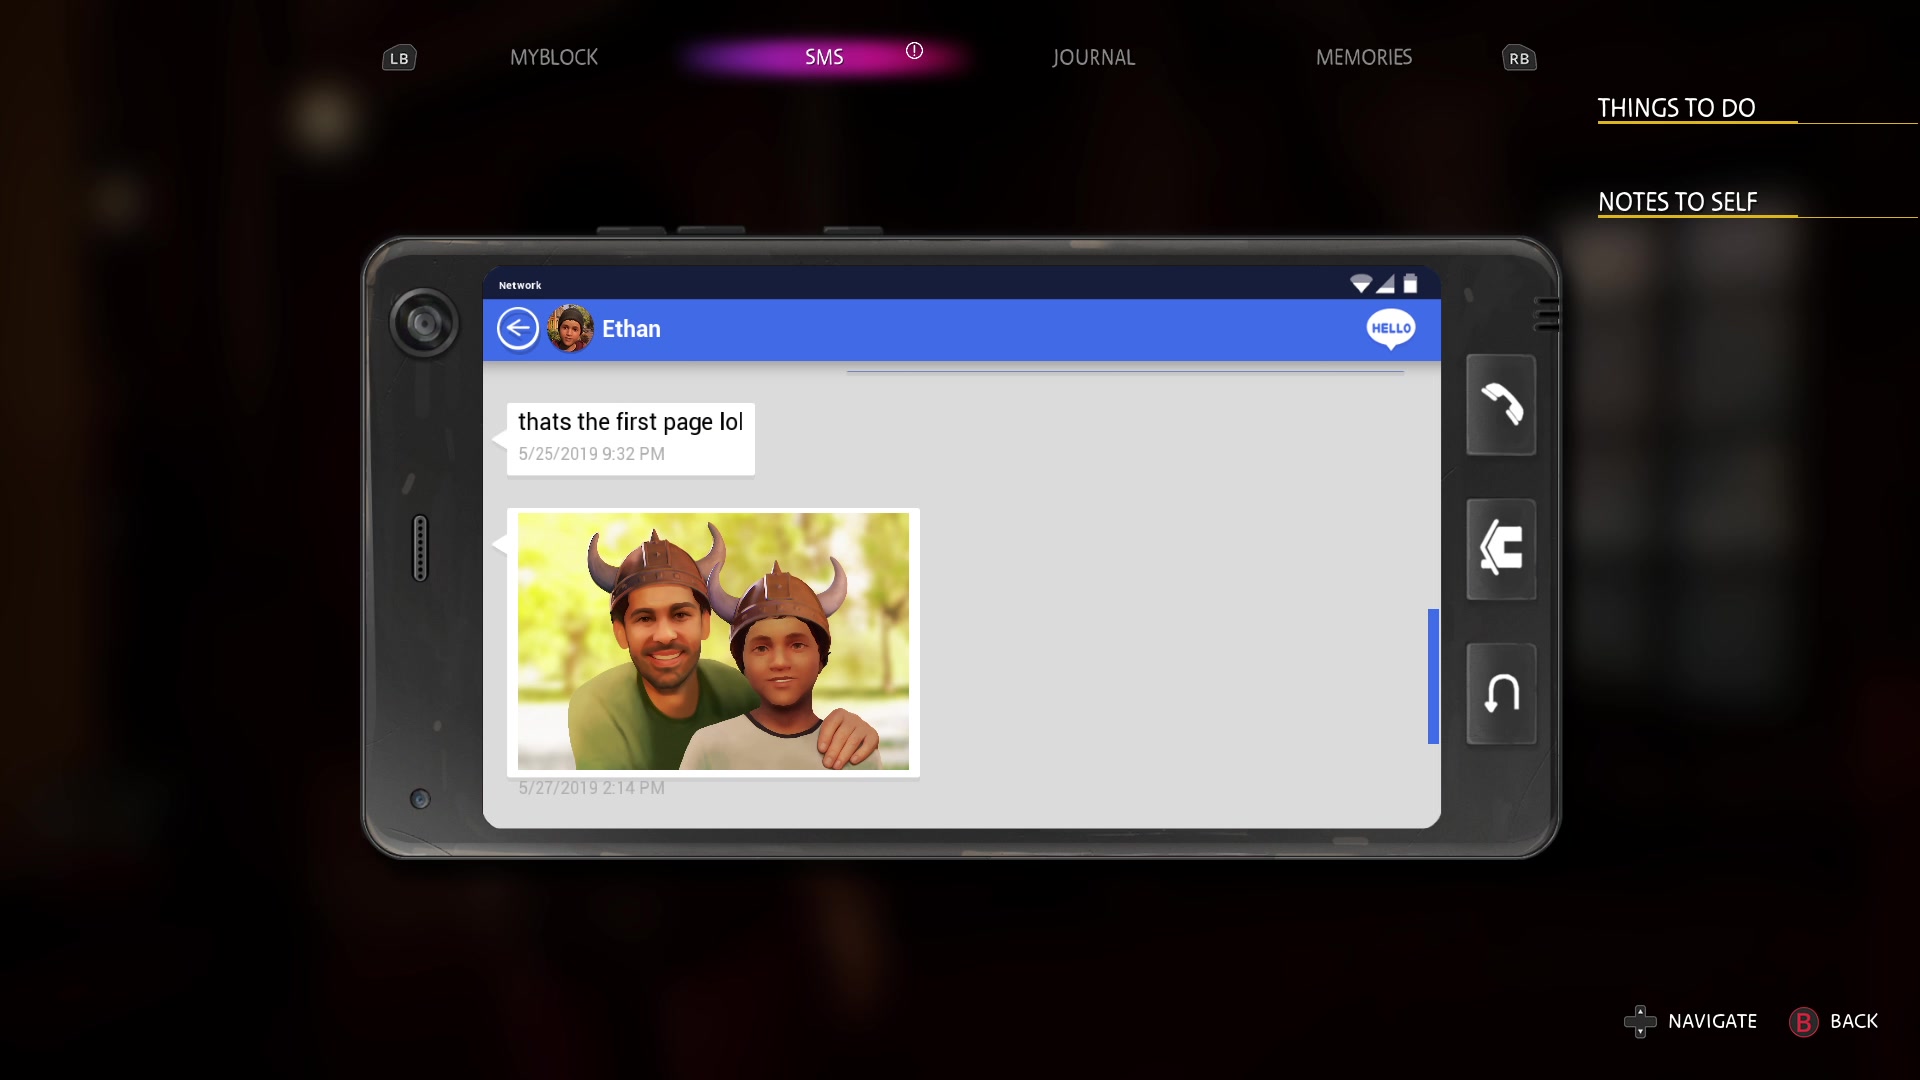 LB
MYBLOCK
SMS
JOURNAL
MEMORIES
RB
THINGS TO DO
NOTES TO SELF
Network
Ethan
HELLO
thats the first page lol
5/25/2019 9:32 PM
5/27/2019 2:14 PM
NAVIGATE
B
BACK